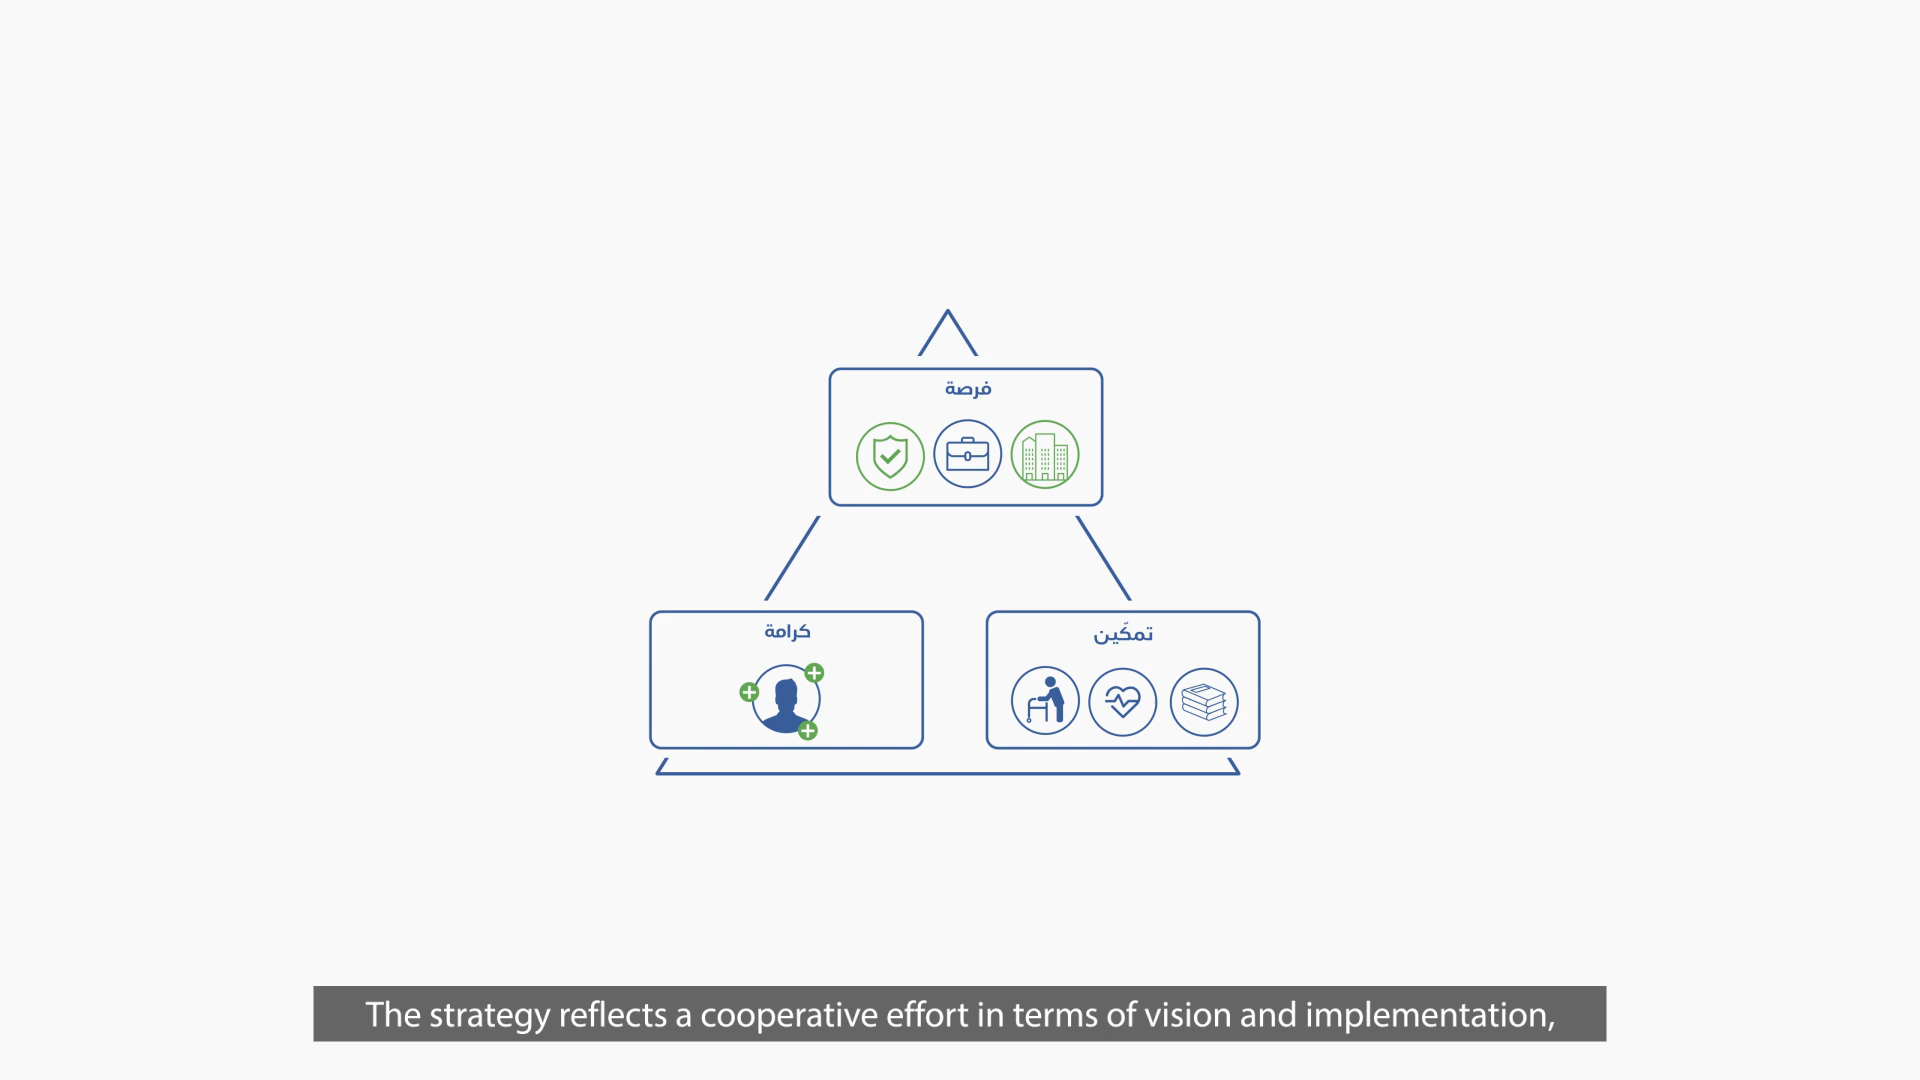 فرصة
كرامة
تمكّين
The strategy reflects a cooperative effort in terms of vision and implementation,